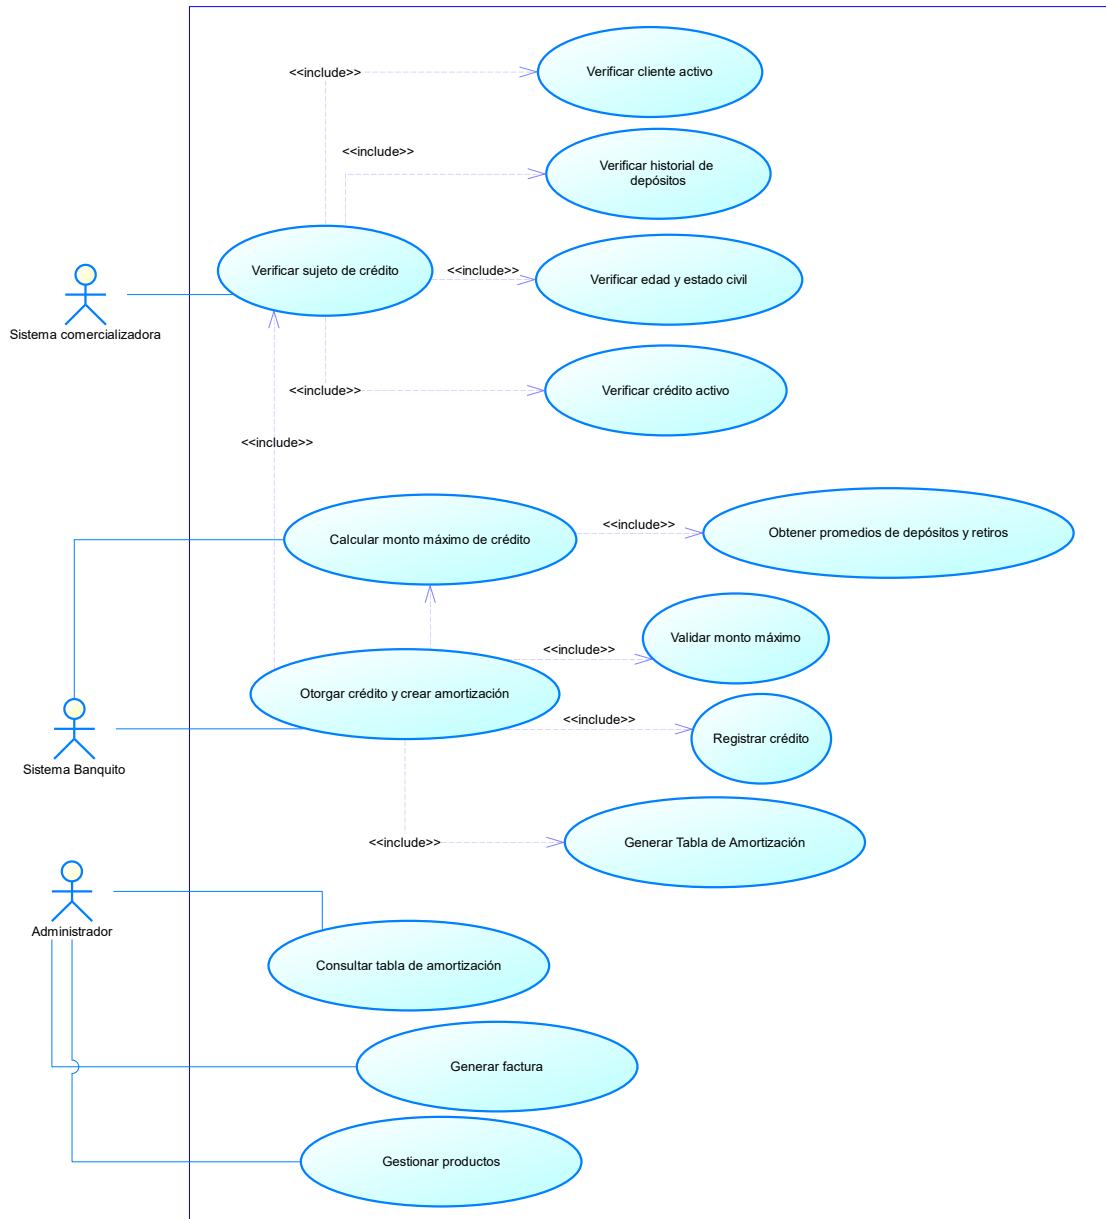 <<include>>
Verificar cliente activo
<<include>>
Verificar historial de
depósitos
Verificar sujeto de crédito
<<include>>
Verificar edad y estado civil
Sistema comercializadora
<<include>>
Verificar crédito activo
<<include>>
Calcular monto máximo de crédito
<<include>>
Obtener promedios de depósitos y retiros
Validar monto máximo
<<include>>
Otorgar crédito y crear amortización
<<include>>
Registrar crédito
Sistema Banquito
<<include>>
Generar Tabla de Amortización
Administrador
Consultar tabla de amortización
Generar factura
Gestionar productos